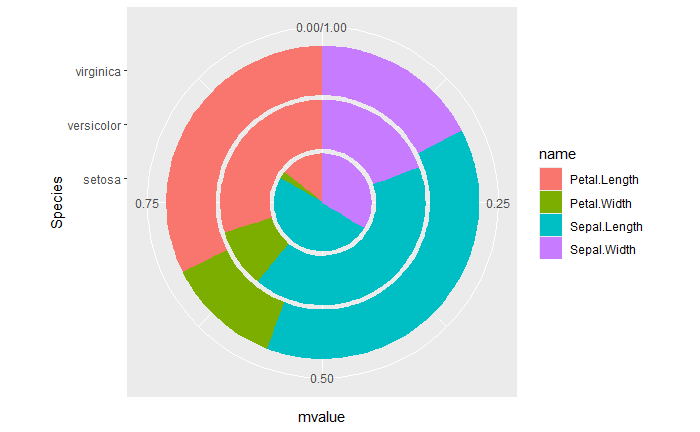 0.00/1.00
virginica
versicolor
setosa
Species
0.75
0.25
0.50
mvalue
name
Petal.Length
Petal.Width
Sepal.Length
Sepal.Width